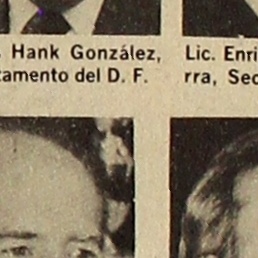 . Hank González,
tamento del D. F.
Lic. Enri
rra, Sec